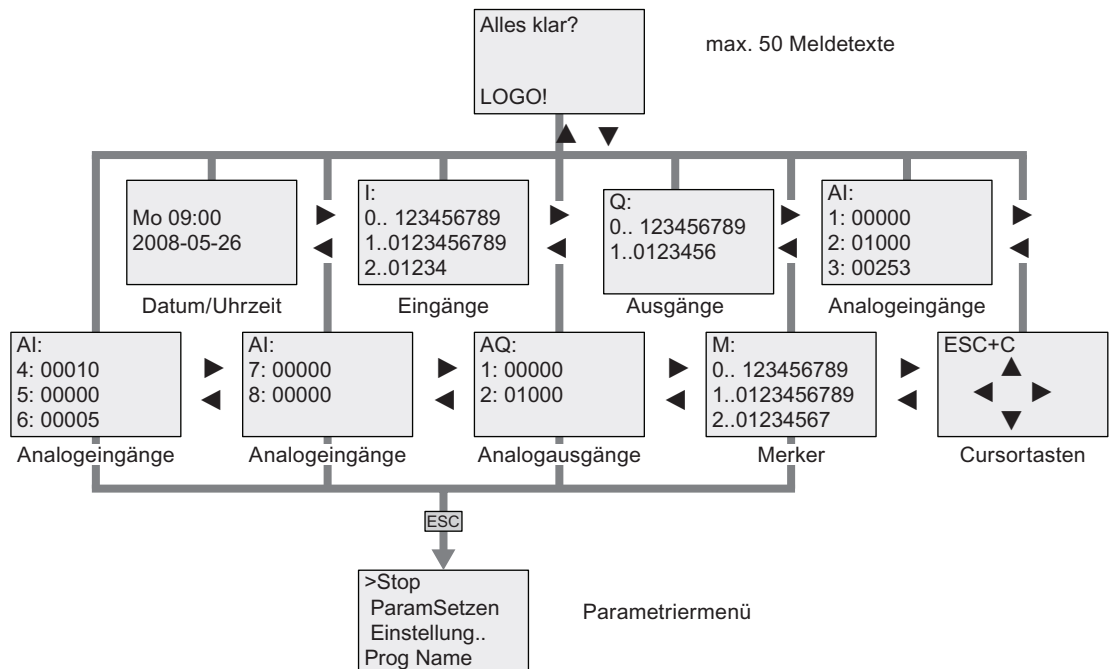 Alles klar?
LOGO!
max. 50 Meldetexte
Mo 09:00
2008-05-26
Datum/Uhrzeit
I:
0.. 123456789
1..0123456789
2..01234
Eingänge
Q:
0.. 123456789
1..0123456
Ausgänge
AI:
1: 00000
2: 01000
3: 00253
Analogeingänge
AI:
4: 00010
5: 00000
6: 00005
Analogeingänge
AI:
7: 00000
8: 00000
Analogeingänge
AQ:
1: 00000
2: 01000
Analogausgänge
M:
0.. 123456789
1..0123456789
2..01234567
Merker
ESC+C
Cursortasten
ESC
>Stop
ParamSetzen
Einstellung..
Prog Name
Parametriermenü